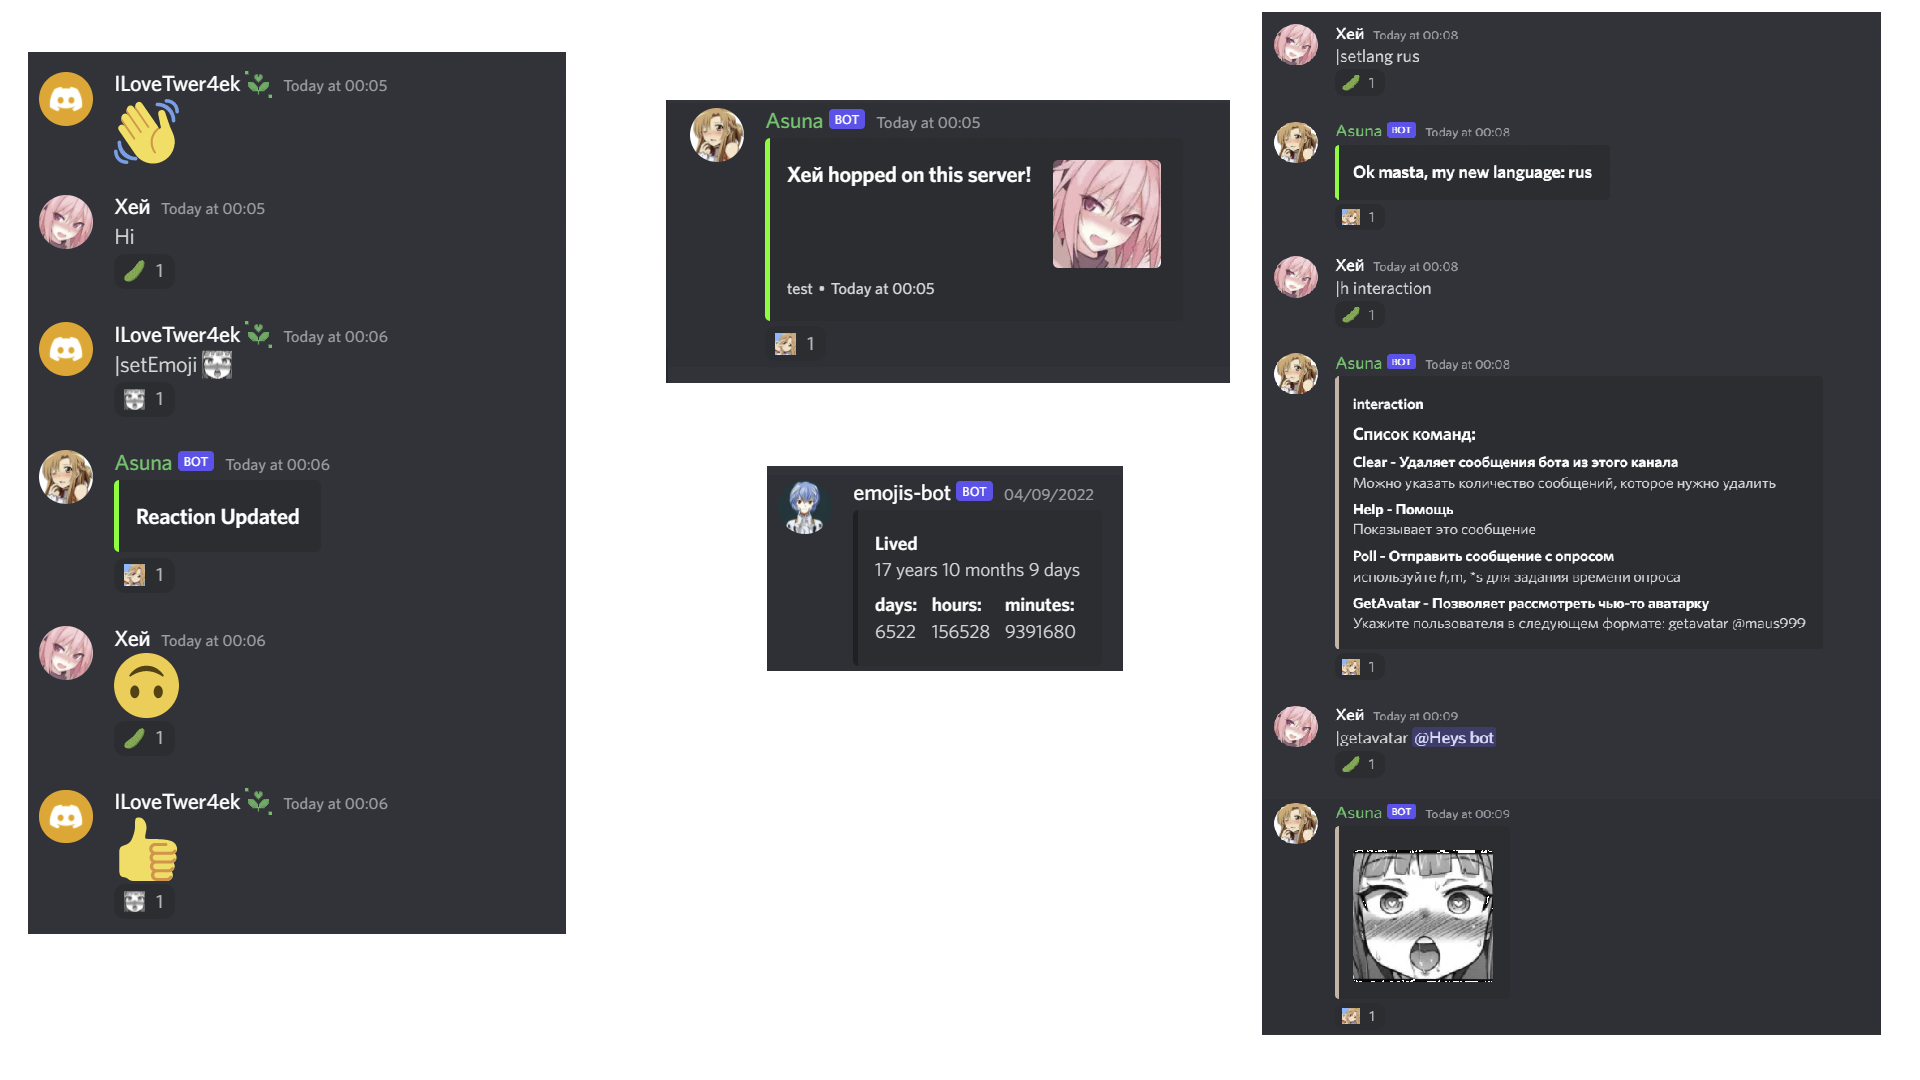 ILoveTwer4ek Today at 00:05
Хей Today at 00:05
Hi
1
ILoveTwer4ek Today at 00:06
|setEmoji
1
Asuna BOT Today at 00:06
Reaction Updated
1
Хей Today at 00:06
1
ILoveTwer4ek Today at 00:06
1
Asuna BOT Today at 00:05
Хей hopped on this server!
test • Today at 00:05
1
emojis-bot BOT 04/09/2022
Lived
17 years 10 months 9 days
days: hours: minutes:
6522 156528 9391680
Хей Today at 00:08
|setlang rus
1
Asuna BOT Today at 00:08
Ok masta, my new language: rus
1
Хей Today at 00:08
|h interaction
1
Asuna BOT Today at 00:08
interaction
Список команд:
Clear - Удаляет сообщения бота из этого канала
Можно указать количество сообщений, которое нужно удалить
Help - Помощь
Показывает это сообщение
Poll - Отправить сообщение с опросом
используйте h,m, *s для задания времени опроса
GetAvatar - Позволяет рассмотреть чью-то аватарку
Укажите пользователя в следующем формате: getavatar @maus999
1
Хей Today at 00:09
|getavatar @Heys bot
1
Asuna BOT Today at 00:09
1